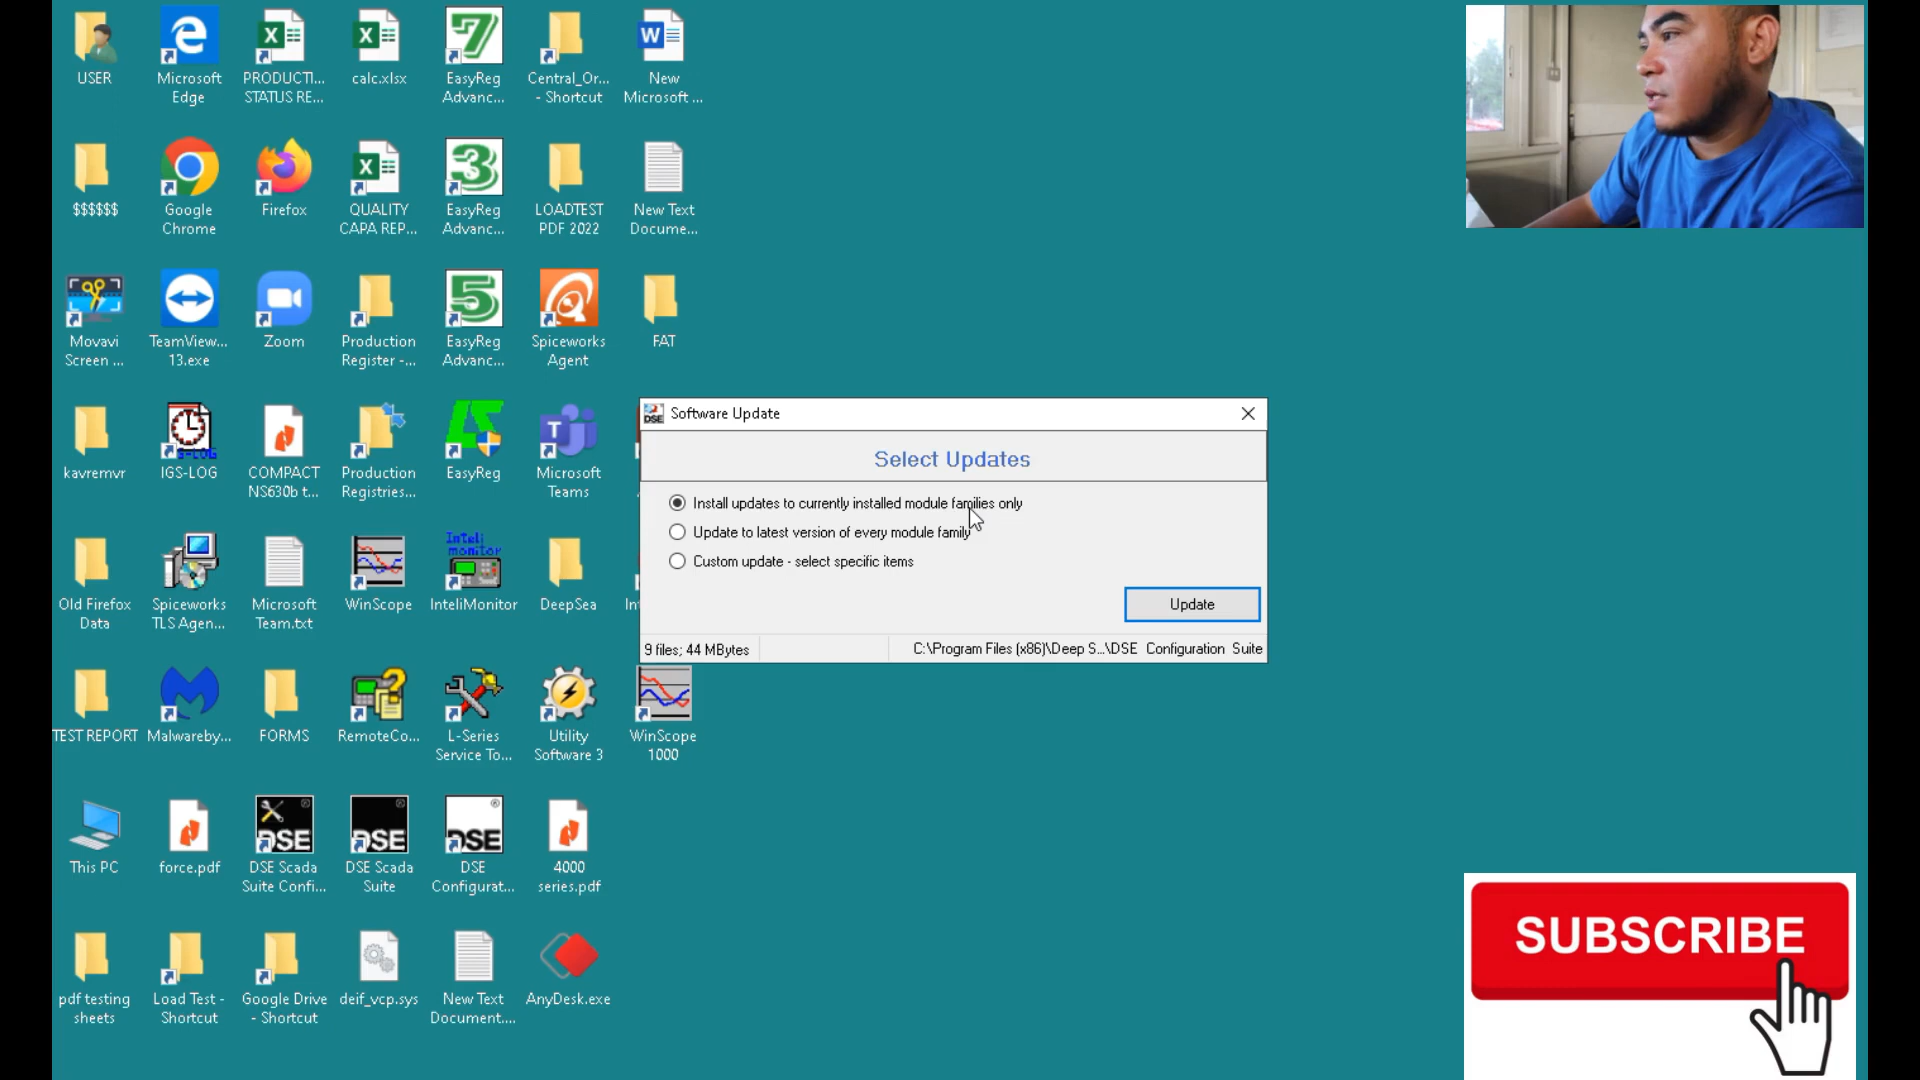 USER
Microsoft
Edge
PRODUCTI...
STATUS RE...
calc.xlsx
EasyReg
Advanc...
Central_Or...
- Shortcut
New
Microsoft ...
$$$$$$
Google
Chrome
Firefox
QUALITY
CAPA REP...
EasyReg
Advanc...
LOADTEST
PDF 2022
New Text
Docume...
Movavi
Screen ...
TeamView...
13.exe
Zoom
Production
Register -...
EasyReg
Advanc...
Spiceworks
Agent
FAT
kavremvr
IGS-LOG
COMPACT
NS630b t...
Production
Registries...
EasyReg
Microsoft
Teams
Old Firefox
Data
Spiceworks
TLS Agen...
Microsoft
Team.txt
WinScope
Inteli
monitor
InteliMonitor
DeepSea
TEST REPORT
Malwareby...
FORMS
RemoteCo...
L-Series
Service To...
Utility
Software 3
WinScope
1000
This PC
force.pdf
DSE
DSE Scada
Suite Confi...
DSE
DSE Scada
Suite
DSE
DSE
Configurat...
4000
series.pdf
pdf testing
sheets
Load Test -
Shortcut
Google Drive
- Shortcut
deif_vcp.sys
New Text
Document....
AnyDesk.exe
DSE
Software Update
Select Updates
Install updates to currently installed module families only
Update to latest version of every module family
Custom update - select specific items
Update
9 files; 44 MBytes
C:\Program Files (x86)\Deep S...\DSE Configuration Suite
SUBSCRIBE